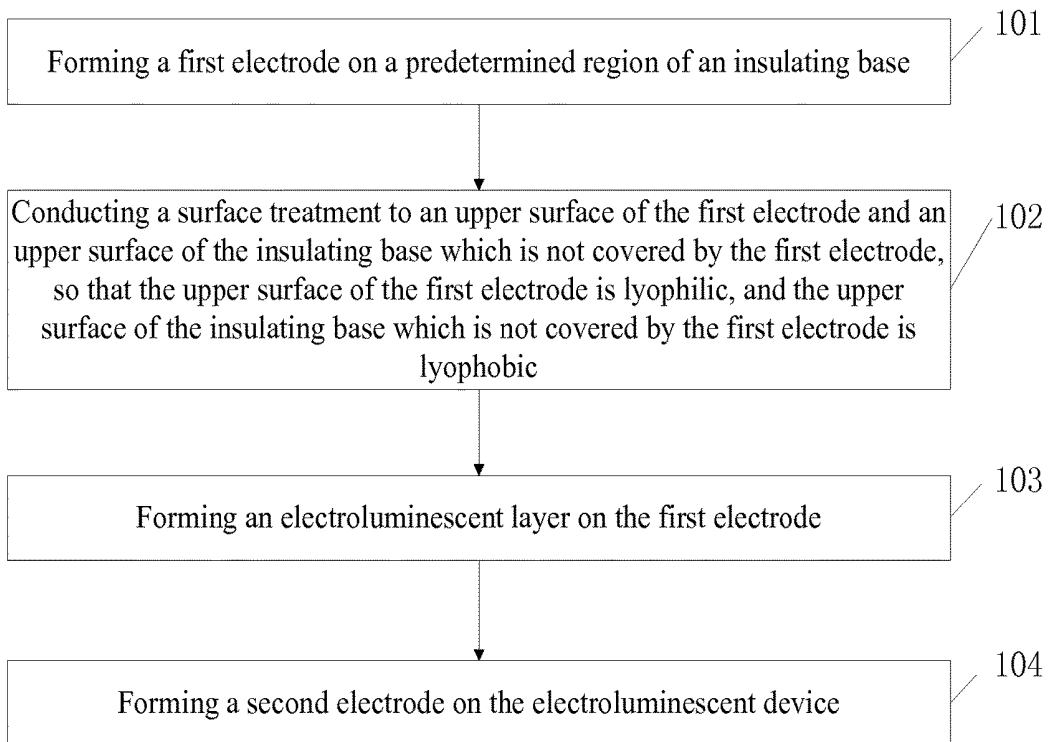 101
Forming a first electrode on a predetermined region of an insulating base
102
Conducting a surface treatment to an upper surface of the first electrode and an
upper surface of the insulating base which is not covered by the first electrode,
so that the upper surface of the first electrode is lyophilic, and the upper
surface of the insulating base which is not covered by the first electrode is
lyophobic
103
Forming an electroluminescent layer on the first electrode
104
Forming a second electrode on the electroluminescent device